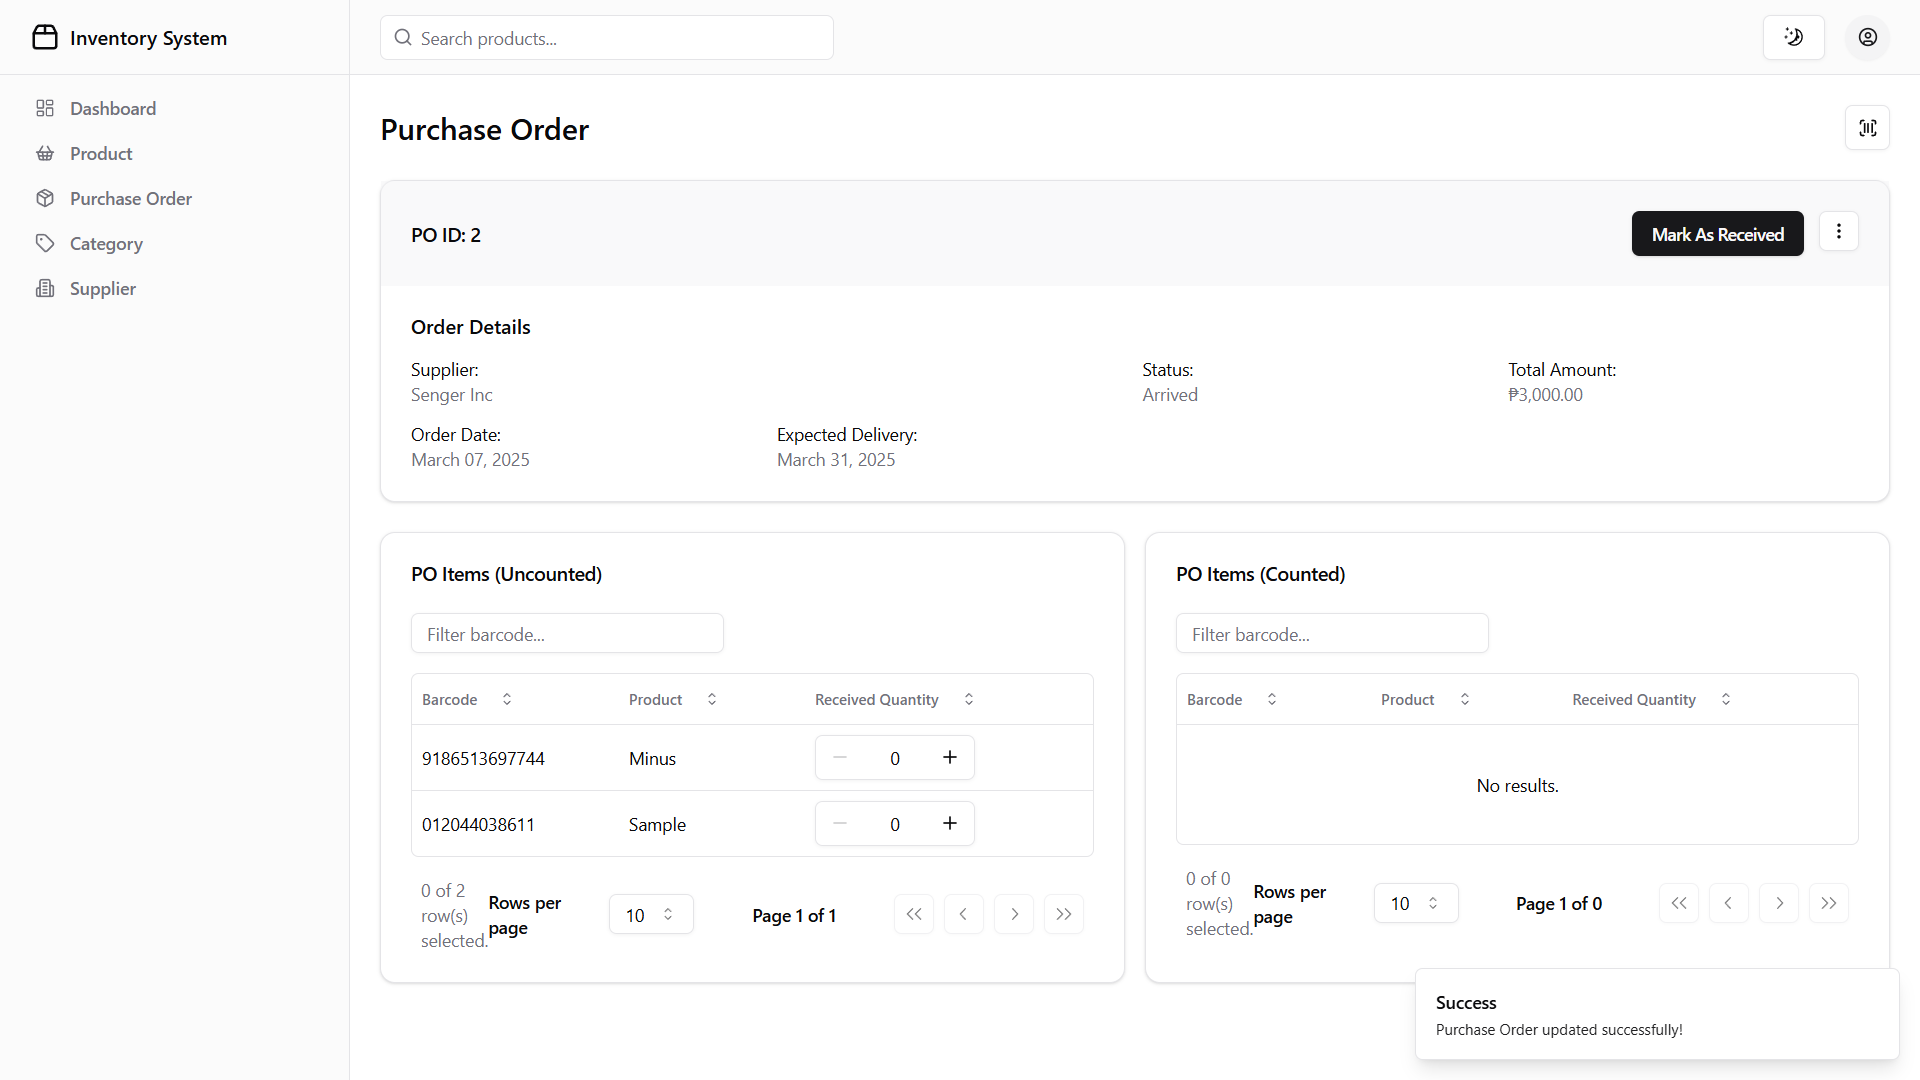 Inventory System
Search products...
Dashboard
Product
Purchase Order
Category
Supplier
Purchase Order
PO ID: 2
Mark As Received
Order Details
Supplier:
Senger Inc
Status:
Arrived
Total Amount:
₱3,000.00
Order Date:
March 07, 2025
Expected Delivery:
March 31, 2025
PO Items (Uncounted)
Filter barcode...
Barcode Product Received Quantity
9186513697744 Minus 0
012044038611 Sample 0
0 of 2
row(s)
selected.
Rows per
page
10
Page 1 of 1
PO Items (Counted)
Filter barcode...
Barcode Product Received Quantity
No results.
0 of 0
row(s)
selected.
Rows per
page
10
Page 1 of 0
Success
Purchase Order updated successfully!